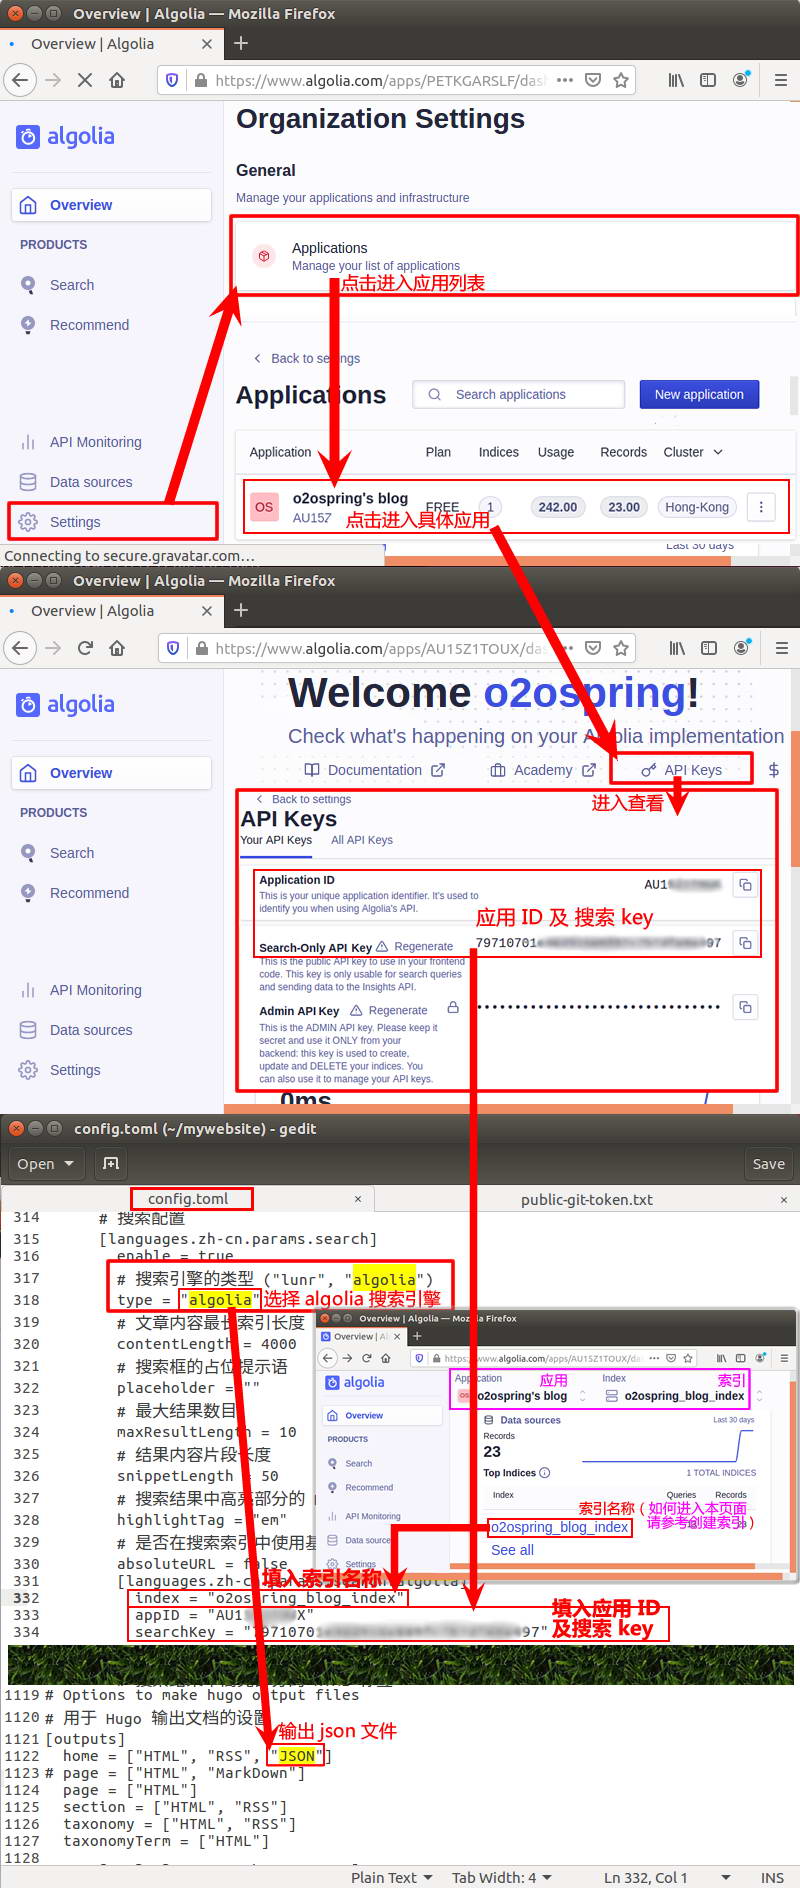 Overview | Algolia — Mozilla Firefox
Overview | Algolia
https://www.algolia.com/apps/PETKGARSLF/das
algolia
Organization Settings
General
Manage your applications and infrastructure
Overview
PRODUCTS
Applications
Manage your list of applications
点击进入应用列表
Search
Recommend
Back to settings
Applications
Search applications
New application
API Monitoring
Application Plan Indices Usage Records Cluster
Data sources
OS o2ospring's blog FREE 1 242.00 23.00 Hong-Kong
AU15Z
点击进入具体应用
Settings
Last 30 days
Connecting to secure.gravatar.com…
Overview | Algolia — Mozilla Firefox
Overview | Algolia
https://www.algolia.com/apps/AU15Z1TOUX/das
algolia
Welcome o2ospring!
Check what's happening on your Algolia implementation
Overview
Documentation Academy API Keys $
进入查看
PRODUCTS
Back to settings
API Keys
Your API Keys All API Keys
Search
Recommend
Application ID
This is your unique application identifier. It's used to
identify you when using Algolia's API.
AU1
应用 ID 及 搜索 key
Search-Only API Key Regenerate
79710701 97
This is the public API key to use in your frontend
code. This key is only usable for search queries
and sending data to the Insights API.
API Monitoring
Data sources
Settings
Admin API Key Regenerate
This is the ADMIN API key. Please keep it
secret and use it ONLY from your
backend: this key is used to create,
update and DELETE your indices. You
can also use it to manage your API keys.
0ms
config.toml (~/mywebsite) - gedit
Open Save
config.toml × public-git-token.txt ×
314 # 搜索配置
315 [languages.zh-cn.params.search]
316 enable = true
317 # 搜索引擎的类型 ("lunr", "algolia")
318 type = "algolia" 选择 algolia 搜索引擎
319 # 文章内容最长索引长度
320 contentLength = 4000
321 # 搜索框的占位提示语
322 placeholder = ""
323 # 最大结果数目
324 maxResultLength = 10
325 # 结果内容片段长度
326 snippetLength = 50
327 # 搜索结果中高亮部分的
328 highlightTag = "em"
329 # 是否在搜索索引中使用基
330 absoluteURL = false
331 [languages.zh-cn.params.search.algolia]
填入索引名称
332 index = "o2ospring_blog_index"
333 appID = "AU1 X"
334 searchKey = "79710701 97"
填入应用 ID
及搜索 key
Overview | Algolia — Mozilla Firefox
Overview | Al
https://www.algolia.com/apps/AU15Z1TOUX/das
algolia
Application 应用 Index 索引
OS o2ospring's blog o2ospring_blog_index
Overview
PRODUCTS
Search
Recommend
API Monitoring
Data sources
Settings
Data sources Last 30 days
Records
23
Top Indices 1 TOTAL INDICES
Index Queries Records
索引名称（如何进入本页面
请参考创建索引）
o2ospring_blog_index
See all
1119 # Options to make hugo output files
1120 # 用于 Hugo 输出文档的设置
1121 [outputs]
输出 json 文件
1122 home = ["HTML", "RSS", "JSON"]
1123 # page = ["HTML", "MarkDown"]
1124 page = ["HTML"]
1125 section = ["HTML", "RSS"]
1126 taxonomy = ["HTML", "RSS"]
1127 taxonomyTerm = ["HTML"]
1128
Plain Text Tab Width: 4 Ln 332, Col 1 INS